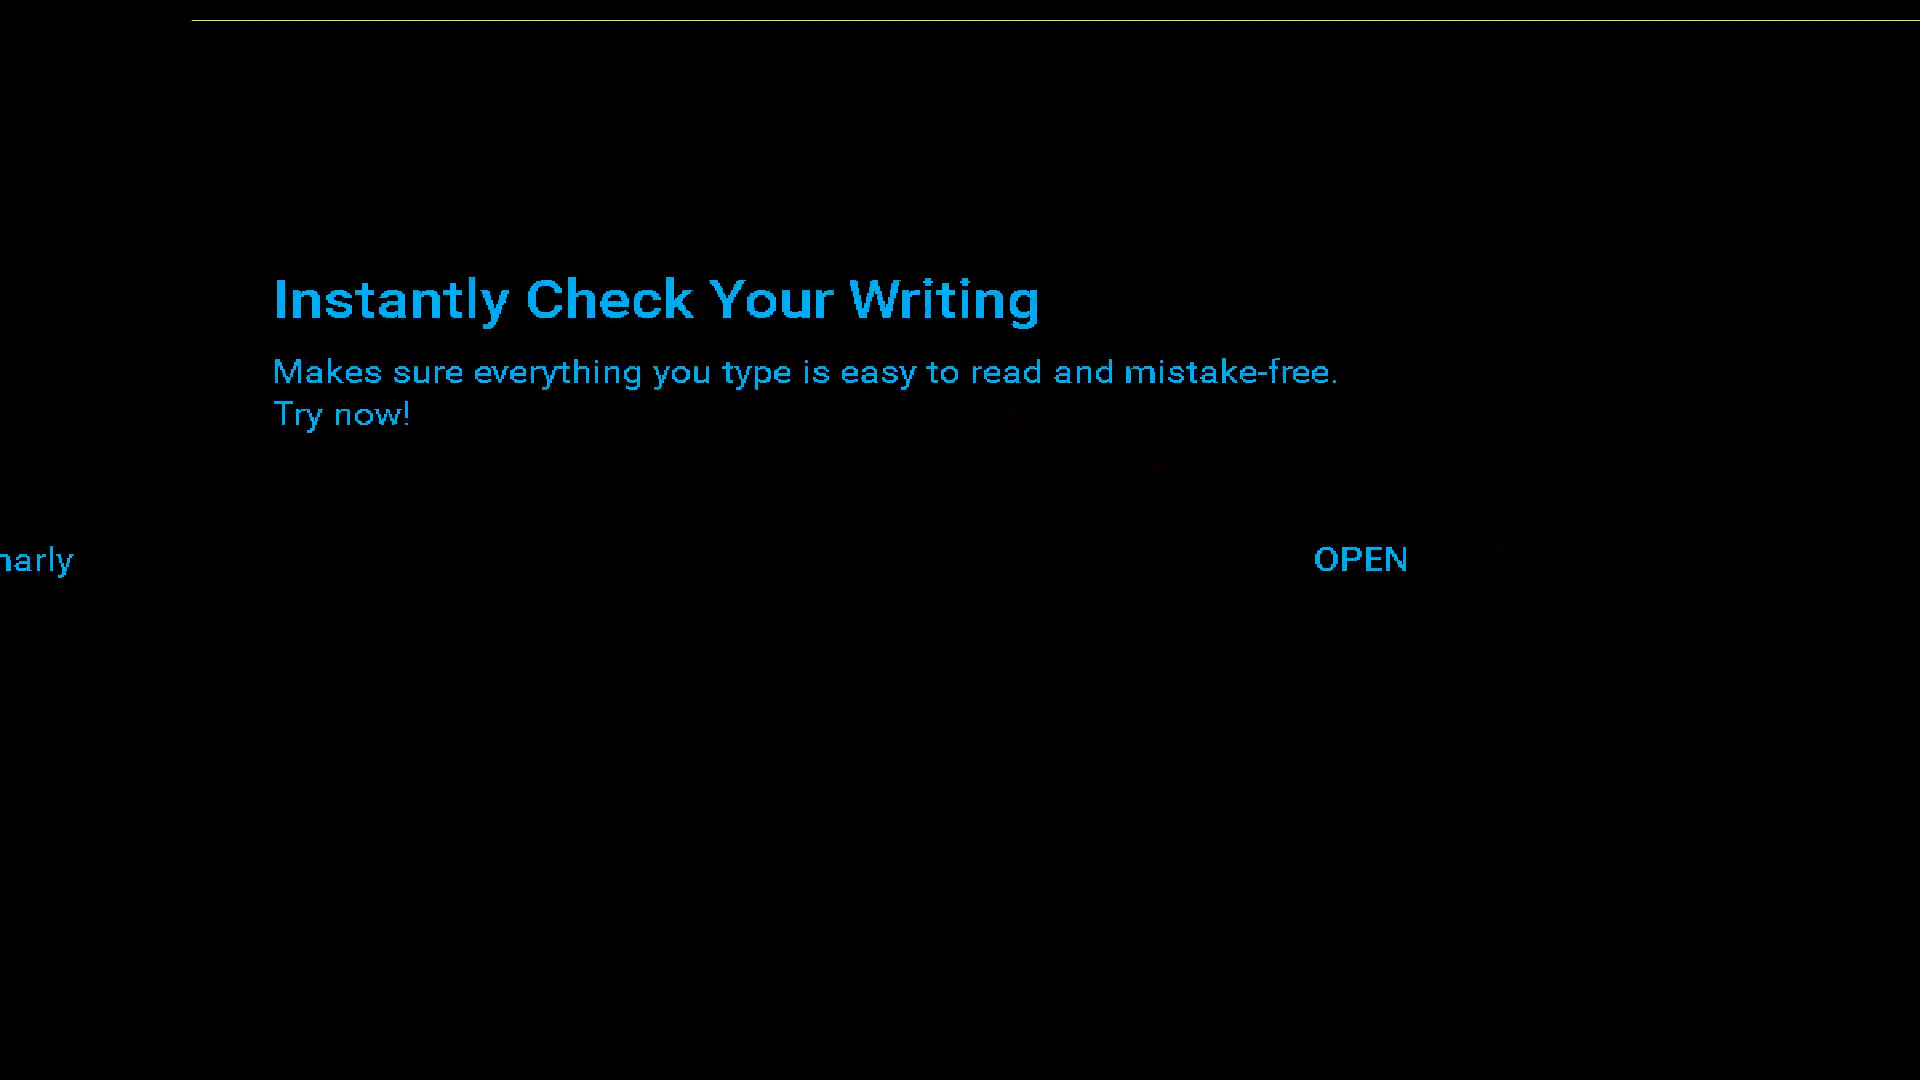 Instantly Check Your Writing
Makes sure everything you type is easy to read and mistake-free.
Try now!
narly OPEN